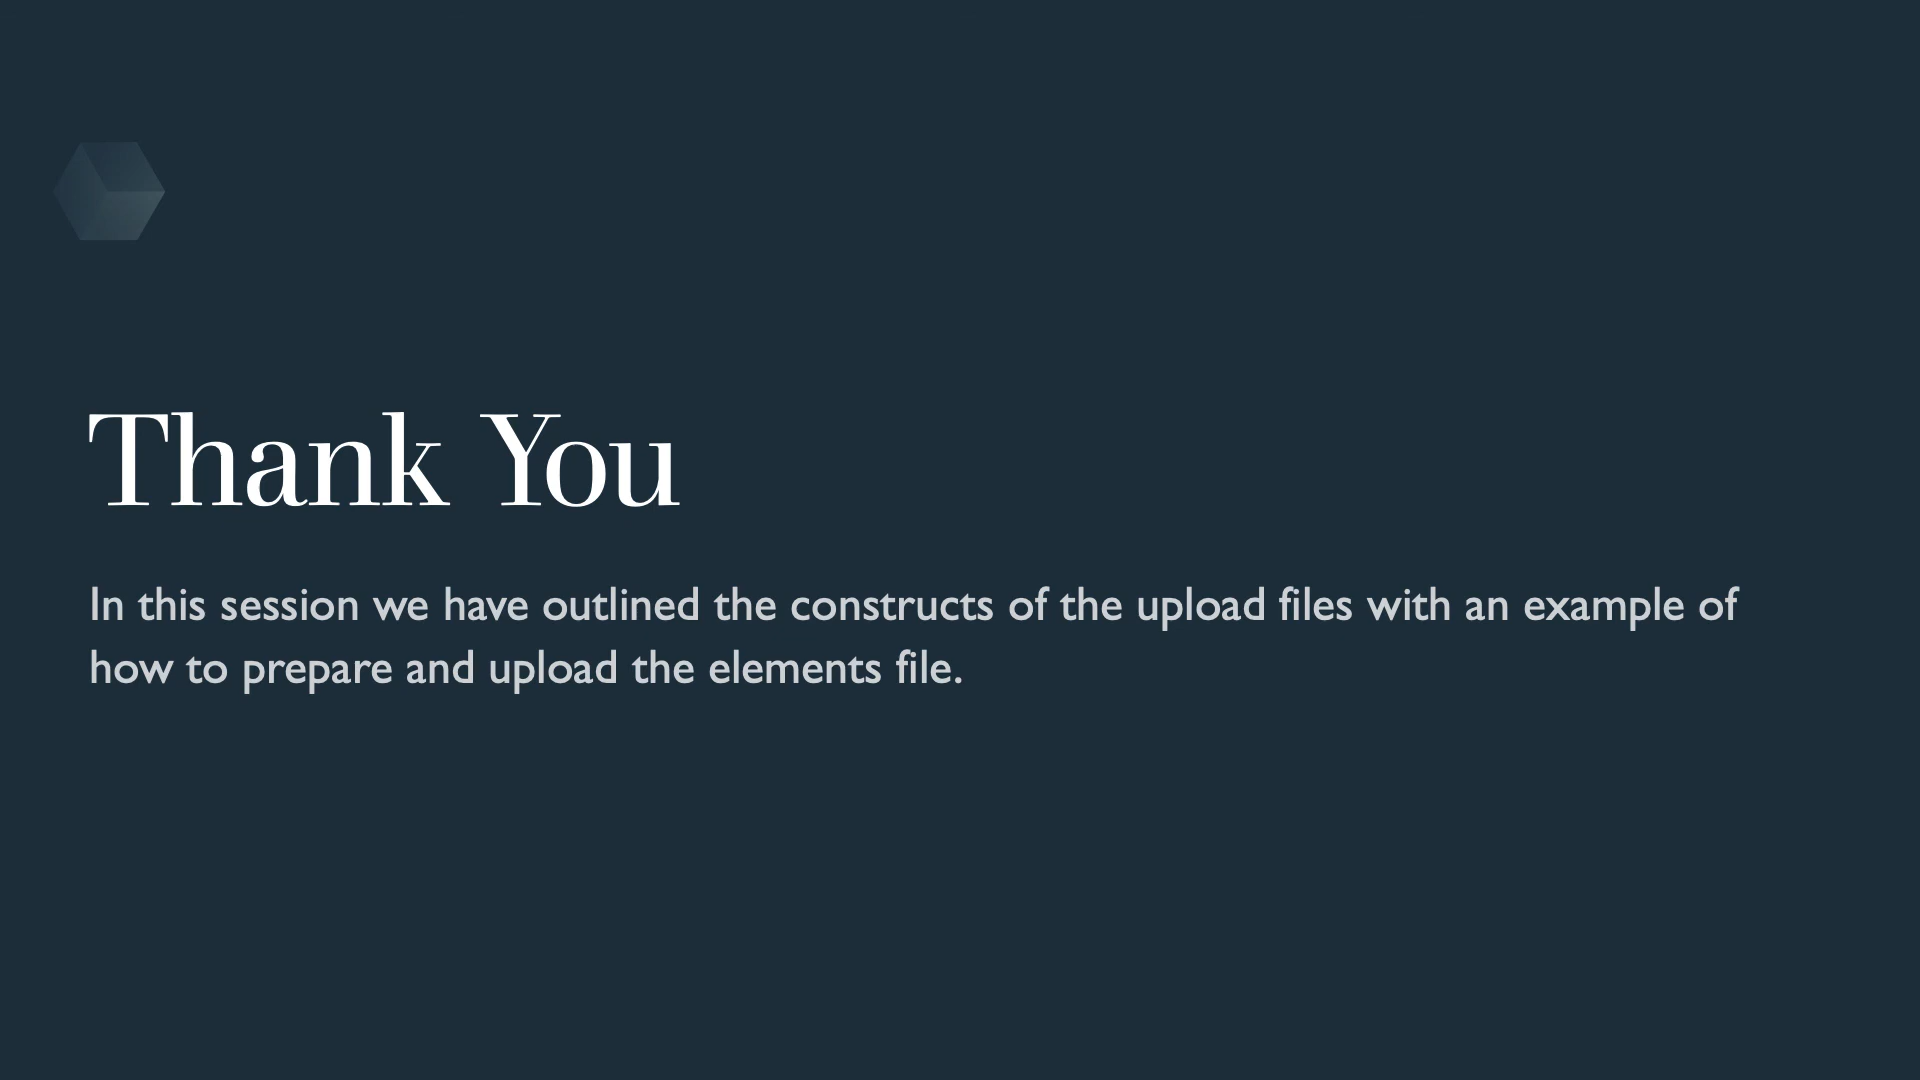 Thank You
In this session we have outlined the constructs of the upload files with an example of
how to prepare and upload the elements file.